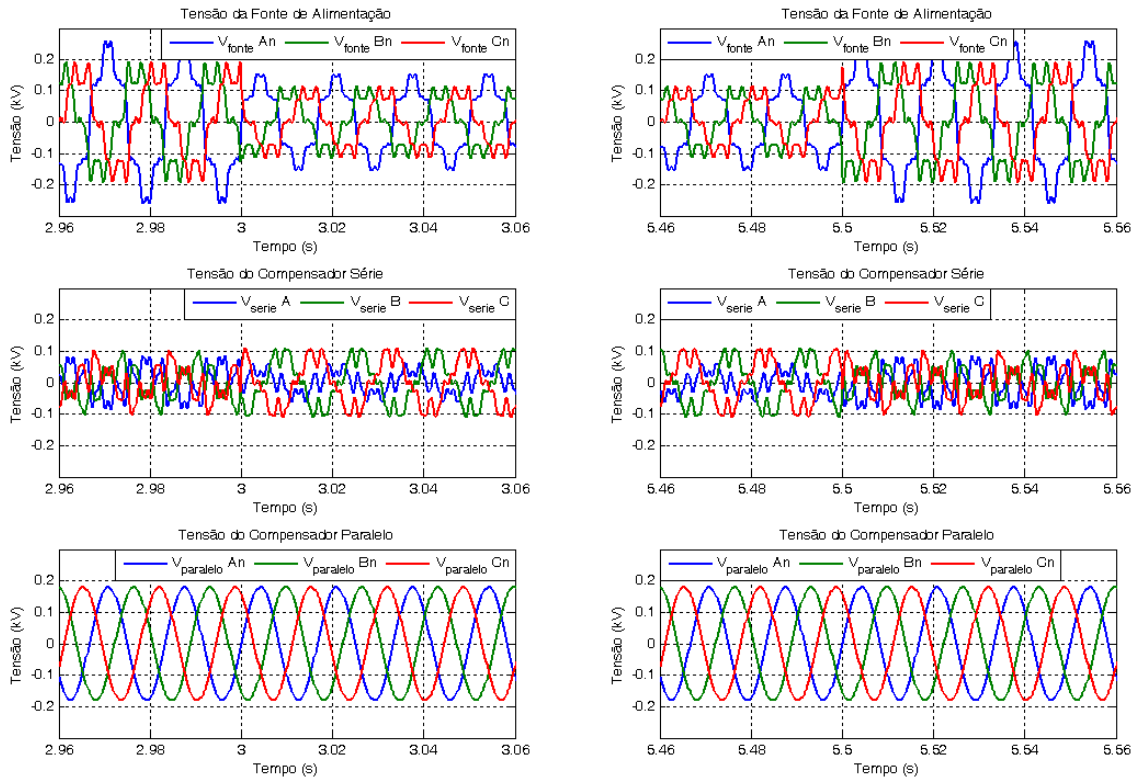 Tensão da Fonte de Alimentação
V_fonte An V_fonte Bn V_fonte Cn
Tensão (kV)
0.2
0.1
0
-0.1
-0.2
2.96 2.98 3 3.02 3.04 3.06
Tempo (s)
Tensão da Fonte de Alimentação
V_fonte An V_fonte Bn V_fonte Cn
Tensão (kV)
0.2
0.1
0
-0.1
-0.2
5.46 5.48 5.5 5.52 5.54 5.56
Tempo (s)
Tensão do Compensador Série
V_serie A V_serie B V_serie C
Tensão (kV)
0.2
0.1
0
-0.1
-0.2
2.96 2.98 3 3.02 3.04 3.06
Tempo (s)
Tensão do Compensador Série
V_serie A V_serie B V_serie C
Tensão (kV)
0.2
0.1
0
-0.1
-0.2
5.46 5.48 5.5 5.52 5.54 5.56
Tempo (s)
Tensão do Compensador Paralelo
V_paralelo An V_paralelo Bn V_paralelo Cn
Tensão (kV)
0.2
0.1
0
-0.1
-0.2
2.96 2.98 3 3.02 3.04 3.06
Tempo (s)
Tensão do Compensador Paralelo
V_paralelo An V_paralelo Bn V_paralelo Cn
Tensão (kV)
0.2
0.1
0
-0.1
-0.2
5.46 5.48 5.5 5.52 5.54 5.56
Tempo (s)